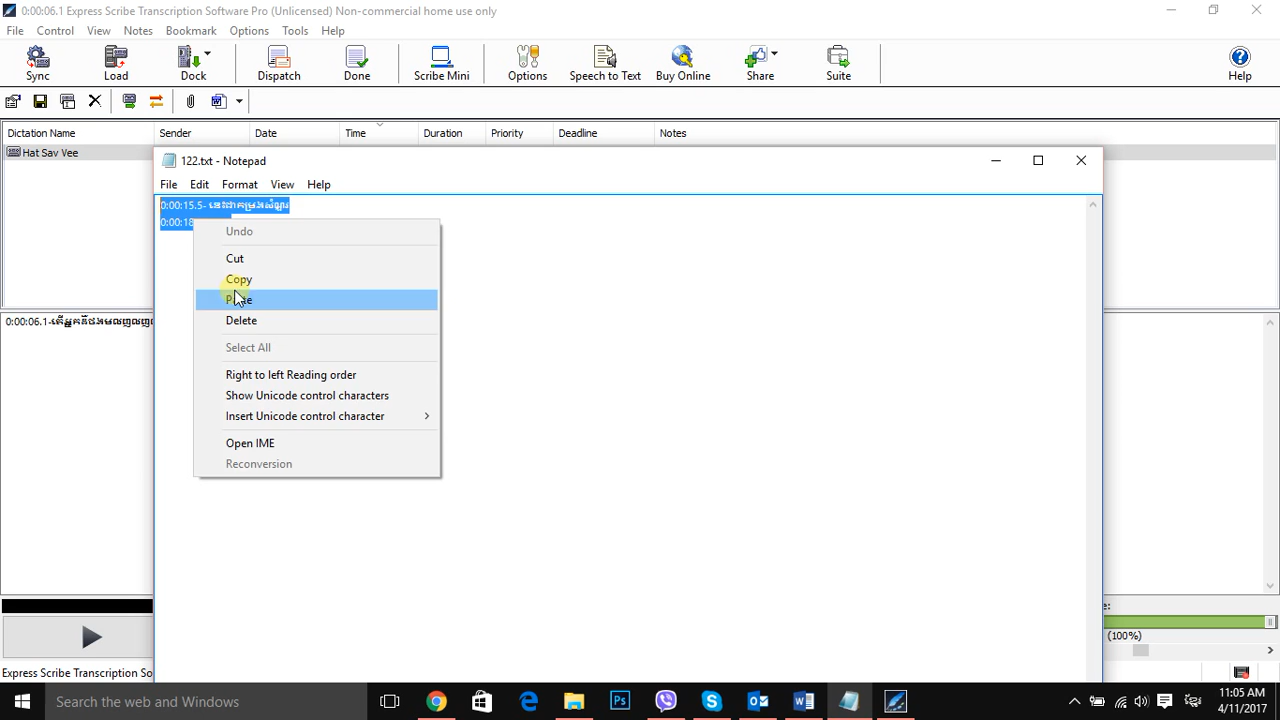 0:00:06.1 Express Scribe Transcription Software Pro (Unlicensed) Non-commercial home use only
File Control View Notes Bookmark Options Tools Help
Sync Load Dock Dispatch Done Scribe Mini Options Speech to Text Buy Online Share Suite Help
Dictation Name Sender Date Time Duration Priority Deadline Notes
Hat Sav Vee
122.txt - Notepad
File Edit Format View Help
0:00:15.5-
0:00:18
Undo
Cut
Copy
Paste
Delete
Select All
Right to left Reading order
Show Unicode control characters
Insert Unicode control character
Open IME
Reconversion
0:00:06.1-
(100%)
Express Scribe Transcription So
Search the web and Windows
11:05 AM
4/11/2017